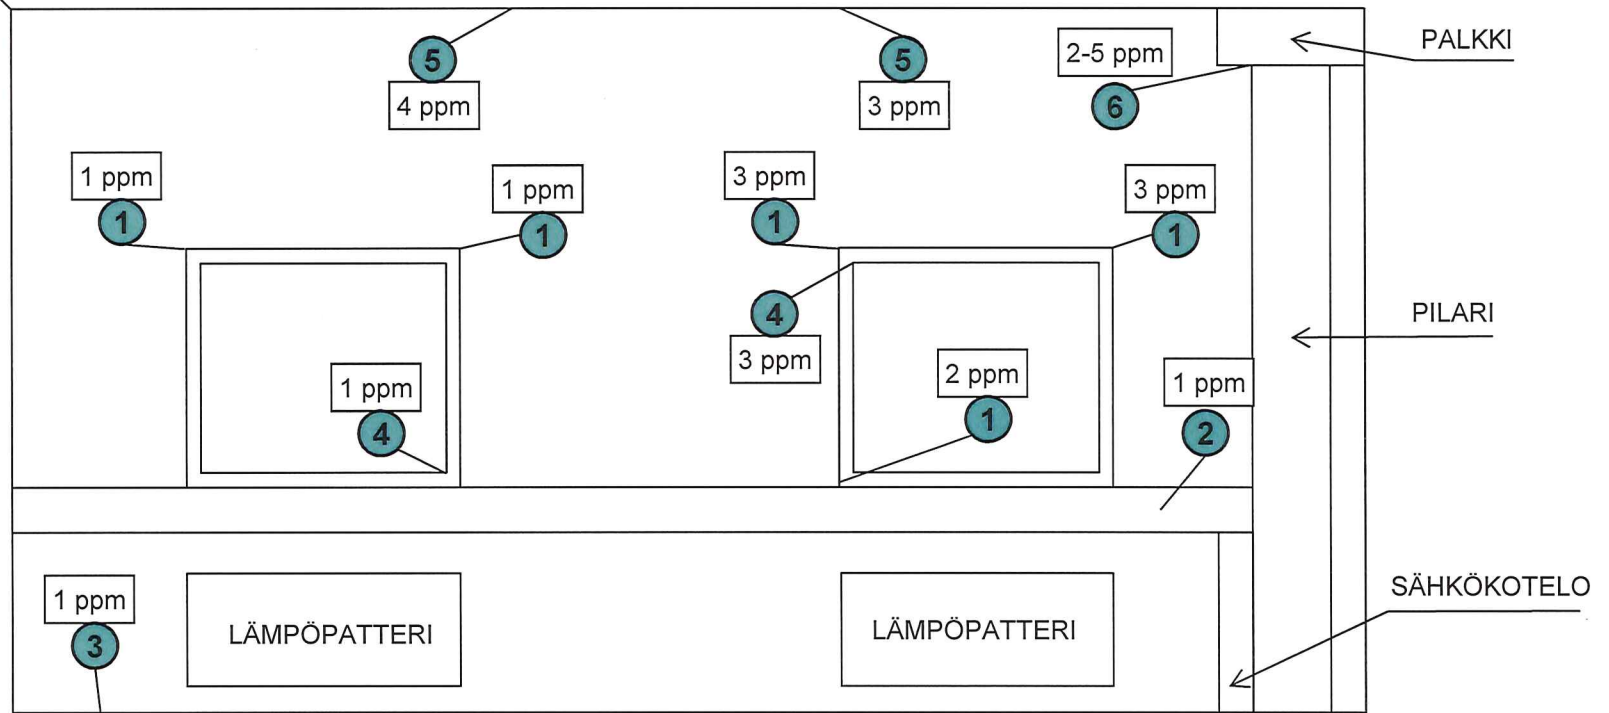 PALKKI
5
5
2-5 ppm
4 ppm
3 ppm
6
1 ppm
1 ppm
3 ppm
3 ppm
1
1
1
1
4
3 ppm
PILARI
1 ppm
2 ppm
1 ppm
4
1
2
1 ppm
3
LÄMPÖPATTERI
LÄMPÖPATTERI
SÄHKÖKOTELO